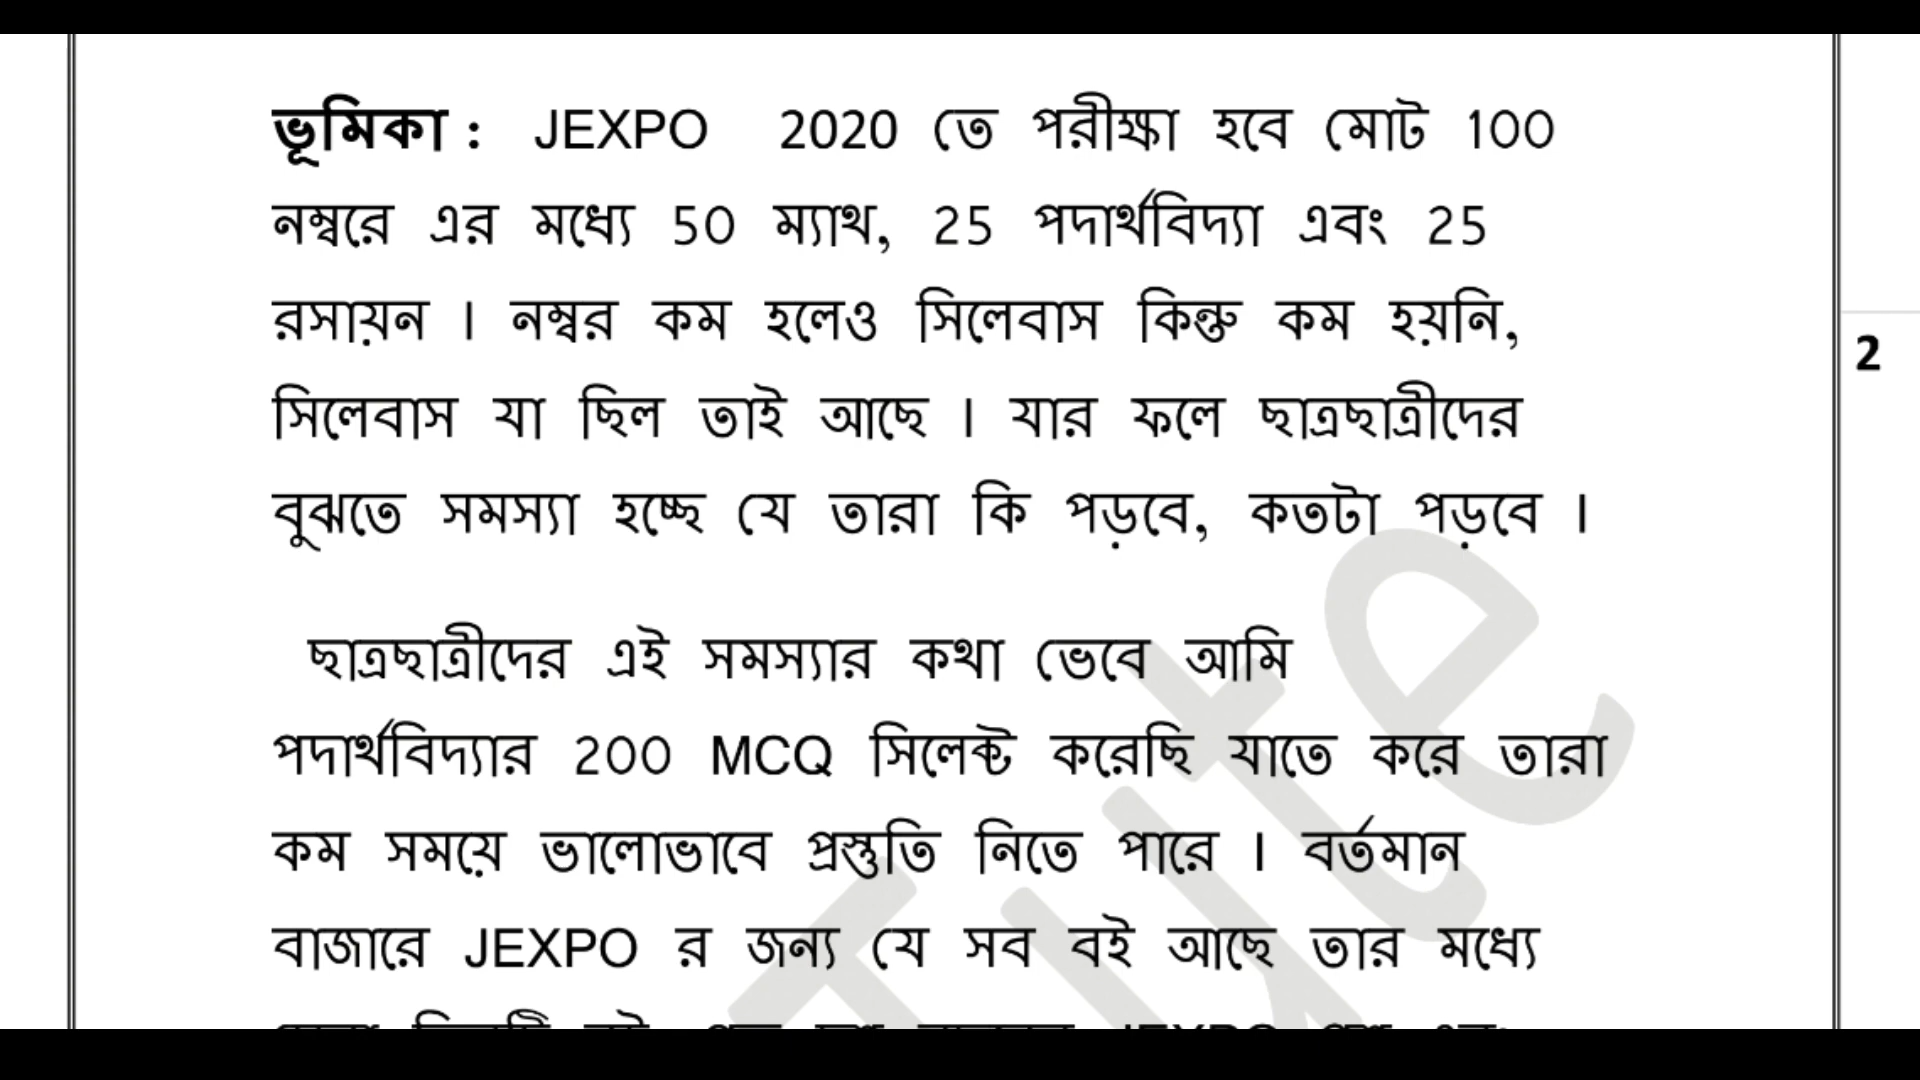 ভূমিকা : JEXPO 2020 তে পরীক্ষা হবে মোট 100
নম্বরে এর মধ্যে 50 ম্যাথ, 25 পদার্থবিদ্যা এবং 25
রসায়ন । নম্বর কম হলেও সিলেবাস কিন্তু কম হয়নি,
2
সিলেবাস যা ছিল তাই আছে । যার ফলে ছাত্রছাত্রীদের
বুঝতে সমস্যা হচ্ছে যে তারা কি পড়বে, কতটা পড়বে ।
ছাত্রছাত্রীদের এই সমস্যার কথা ভেবে আমি
পদার্থবিদ্যার 200 MCQ সিলেক্ট করেছি যাতে করে তারা
কম সময়ে ভালোভাবে প্রস্তুতি নিতে পারে । বর্তমান
বাজারে JEXPO র জন্য যে সব বই আছে তার মধ্যে